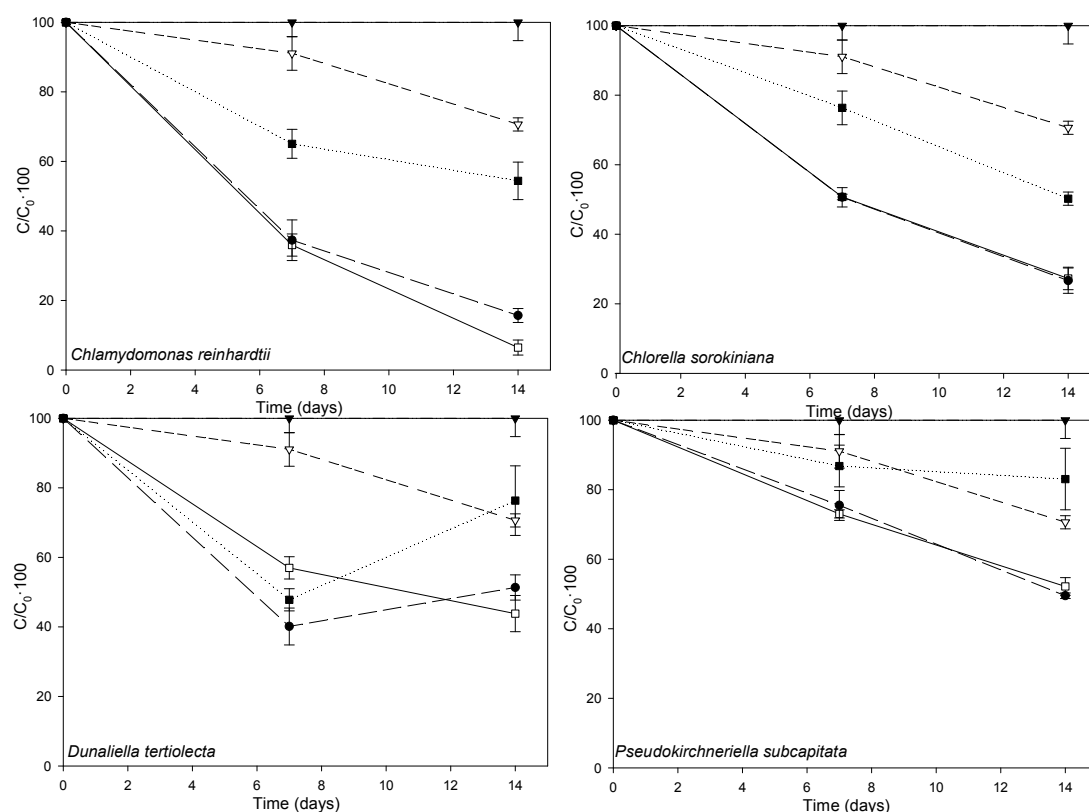 100
80
60
40
20
0
C/C0·100
Chlamydomonas reinhardtii
0 2 4 6 8 10 12 14
Time (days)
100
80
60
40
20
0
C/C0·100
Chlorella sorokiniana
0 2 4 6 8 10 12 14
Time (days)
100
80
60
40
20
0
C/C0·100
Dunaliella tertiolecta
0 2 4 6 8 10 12 14
Time (days)
100
80
60
40
20
0
C/C0·100
Pseudokirchneriella subcapitata
0 2 4 6 8 10 12 14
Time (days)